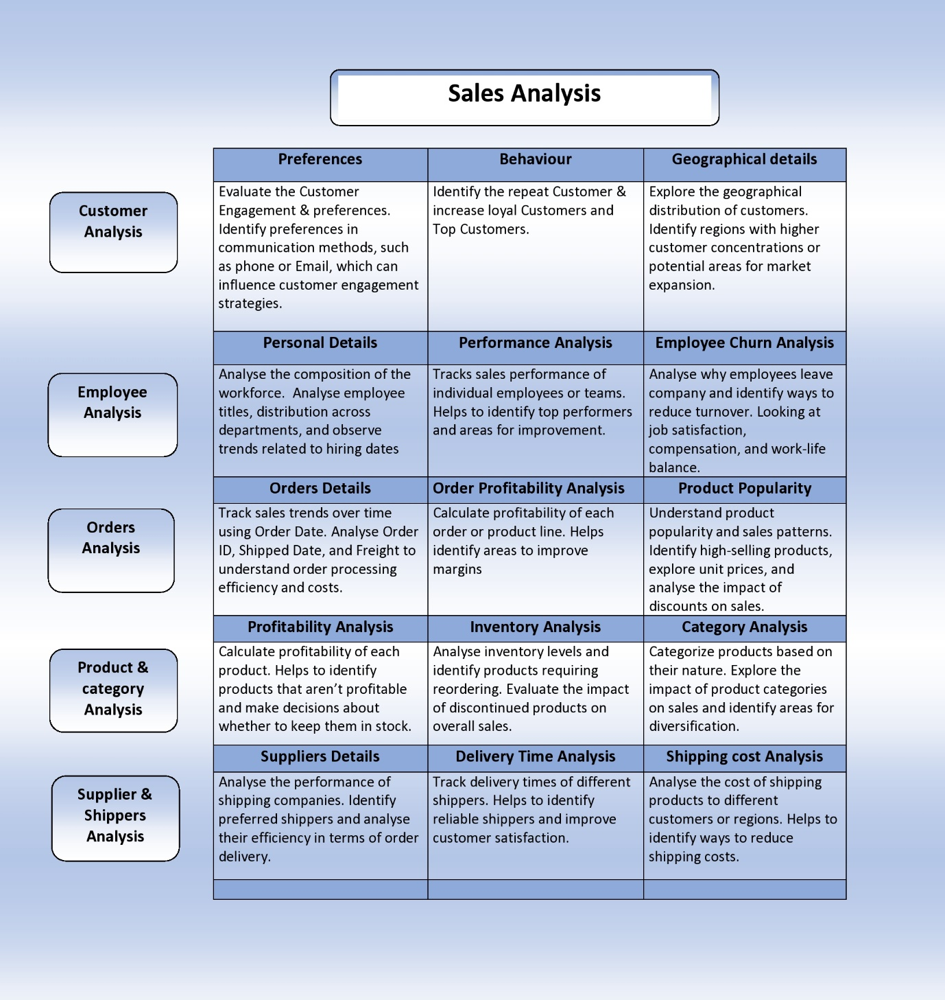 Sales Analysis
Preferences
Behaviour
Geographical details
Customer
Analysis
Evaluate the Customer
Engagement & preferences.
Identify preferences in
communication methods, such
as phone or Email, which can
influence customer engagement
strategies.
Identify the repeat Customer &
increase loyal Customers and
Top Customers.
Explore the geographical
distribution of customers.
Identify regions with higher
customer concentrations or
potential areas for market
expansion.
Personal Details
Performance Analysis
Employee Churn Analysis
Employee
Analysis
Analyse the composition of the
workforce.  Analyse employee
titles, distribution across
departments, and observe
trends related to hiring dates
Tracks sales performance of
individual employees or teams.
Helps to identify top performers
and areas for improvement.
Analyse why employees leave
company and identify ways to
reduce turnover. Looking at
job satisfaction,
compensation, and work-life
balance.
Orders Details
Order Profitability Analysis
Product Popularity
Orders
Analysis
Track sales trends over time
using Order Date. Analyse Order
ID, Shipped Date, and Freight to
understand order processing
efficiency and costs.
Calculate profitability of each
order or product line. Helps
identify areas to improve
margins
Understand product
popularity and sales patterns.
Identify high-selling products,
explore unit prices, and
analyse the impact of
discounts on sales.
Profitability Analysis
Inventory Analysis
Category Analysis
Product &
category
Analysis
Calculate profitability of each
product. Helps to identify
products that aren’t profitable
and make decisions about
whether to keep them in stock.
Analyse inventory levels and
identify products requiring
reordering. Evaluate the impact
of discontinued products on
overall sales.
Categorize products based on
their nature. Explore the
impact of product categories
on sales and identify areas for
diversification.
Suppliers Details
Delivery Time Analysis
Shipping cost Analysis
Supplier &
Shippers
Analysis
Analyse the performance of
shipping companies. Identify
preferred shippers and analyse
their efficiency in terms of order
delivery.
Track delivery times of different
shippers. Helps to identify
reliable shippers and improve
customer satisfaction.
Analyse the cost of shipping
products to different
customers or regions. Helps to
identify ways to reduce
shipping costs.